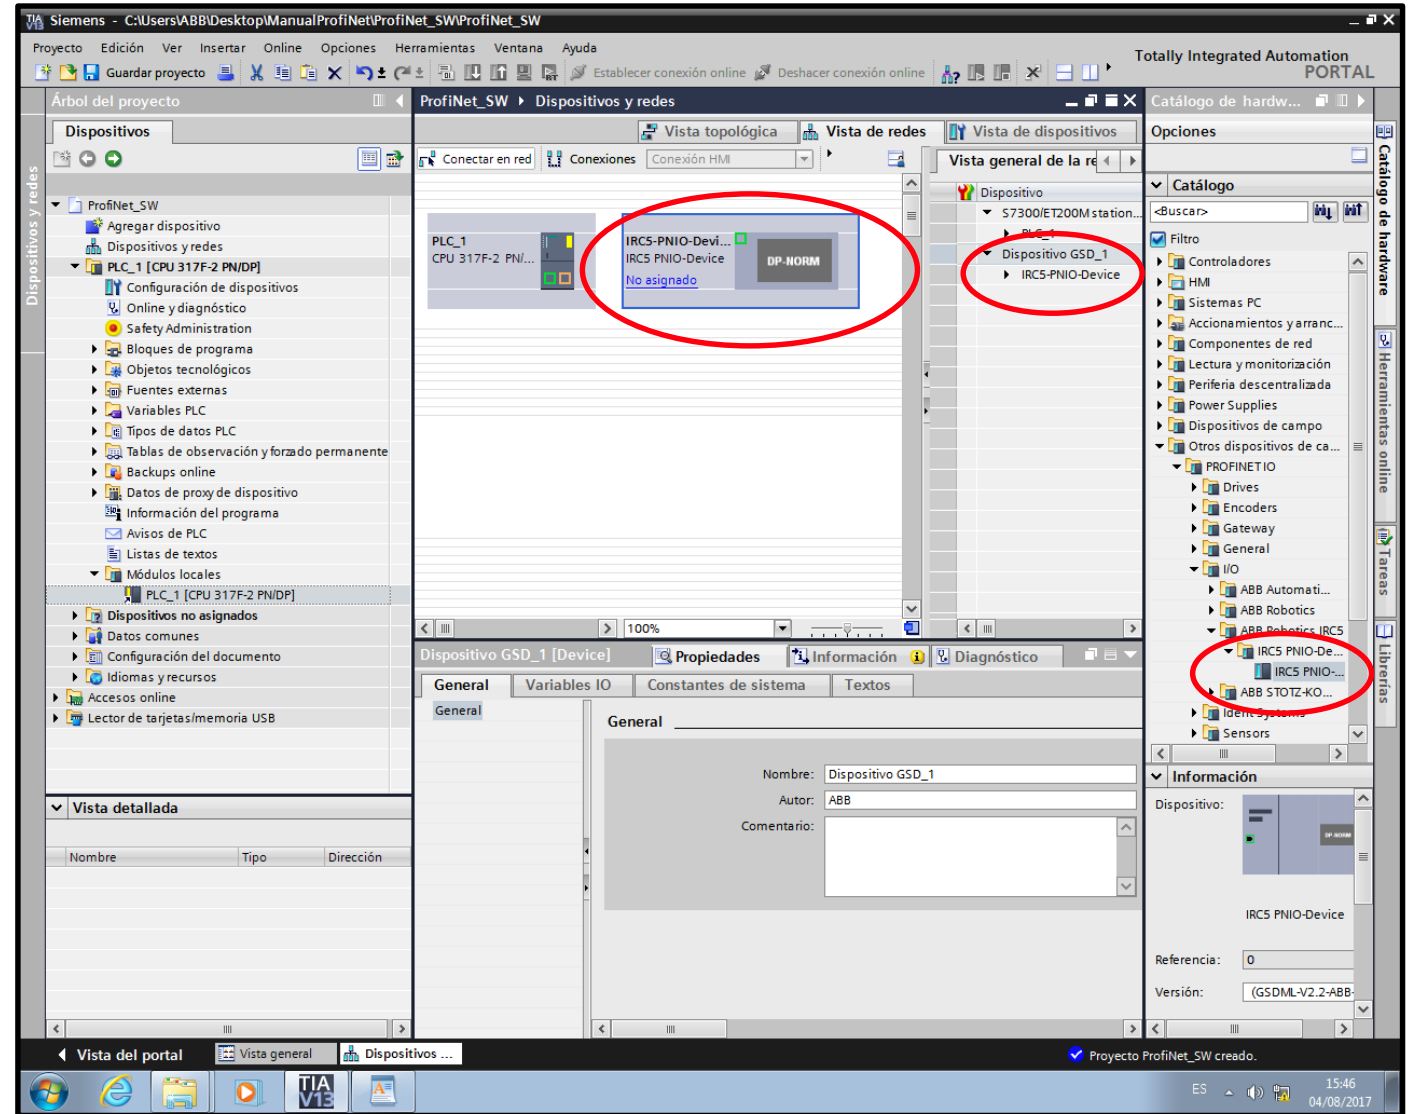 Siemens - C:\Users\ABB\Desktop\ManualProfiNet\ProfiNet_SW\ProfiNet_SW
Proyecto Edición Ver Insertar Online Opciones Herramientas Ventana Ayuda
Totally Integrated Automation
PORTAL
Guardar proyecto Establecer conexión online Deshacer conexión online
Árbol del proyecto
ProfiNet_SW Dispositivos y redes
Catálogo de hardw...
Dispositivos
Vista topológica Vista de redes Vista de dispositivos
Opciones
Conectar en red Conexiones Conexión HMI
Vista general de la re
Dispositivos y redes
ProfiNet_SW
Agregar dispositivo
Dispositivos y redes
PLC_1 [CPU 317F-2 PN/DP]
Configuración de dispositivos
Online y diagnóstico
Safety Administration
Bloques de programa
Objetos tecnológicos
Fuentes externas
Variables PLC
Tipos de datos PLC
Tablas de observación y forzado permanente
Backups online
Datos de proxy de dispositivo
Información del programa
Avisos de PLC
Listas de textos
Módulos locales
PLC_1 [CPU 317F-2 PN/DP]
Dispositivos no asignados
Datos comunes
Configuración del documento
Idiomas y recursos
Accesos online
Lector de tarjetas/memoria USB
Vista detallada
Nombre Tipo Dirección
PLC_1
CPU 317F-2 PN/...
IRC5-PNIO-Devi...
IRC5 PNIO-Device
No asignado
DP-NORM
Dispositivo
S7300/ET200M station...
PLC_1
Dispositivo GSD_1
IRC5-PNIO-Device
100%
Dispositivo GSD_1 [Device]
Propiedades Información Diagnóstico
General Variables IO Constantes de sistema Textos
General
General
Nombre: Dispositivo GSD_1
Autor: ABB
Comentario:
Catálogo
<Buscar>
Filtro
Controladores
HMI
Sistemas PC
Accionamientos y arranc...
Componentes de red
Lectura y monitorización
Periferia descentralizada
Power Supplies
Dispositivos de campo
Otros dispositivos de ca...
PROFINET IO
Drives
Encoders
Gateway
General
I/O
ABB Automati...
ABB Robotics
ABB Robotics IRC5
IRC5 PNIO-De...
IRC5 PNIO-...
ABB STOTZ-KO...
Ident Systems
Sensors
Información
Dispositivo:
DP-NORM
IRC5 PNIO-Device
Referencia: 0
Versión: (GSDML-V2.2-ABB-
Catálogo de hardware
Herramientas online
Tareas
Librerías
Vista del portal Vista general Dispositivos ...
Proyecto ProfiNet_SW creado.
TIA
V13
ES
15:46
04/08/2017